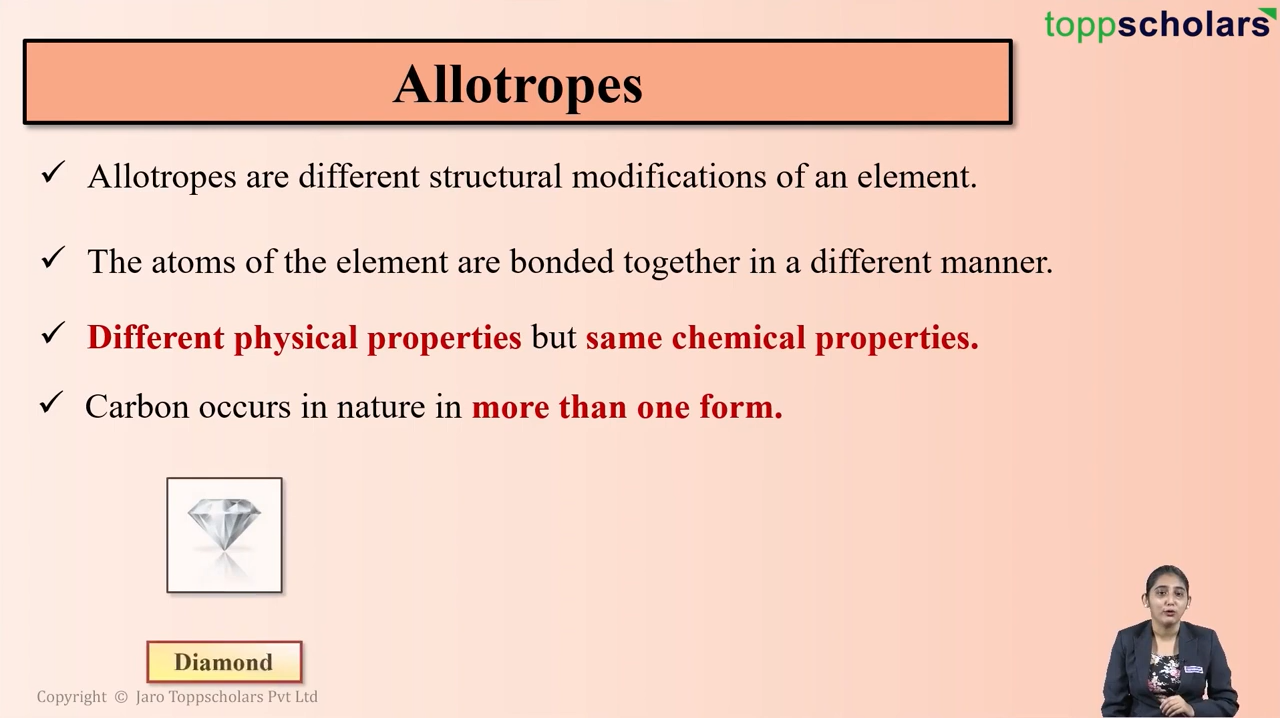 toppscholars
Allotropes
✓ Allotropes are different structural modifications of an element.
✓ The atoms of the element are bonded together in a different manner.
✓ Different physical properties but same chemical properties.
✓ Carbon occurs in nature in more than one form.
Diamond
Copyright © Jaro Toppscholars Pvt Ltd